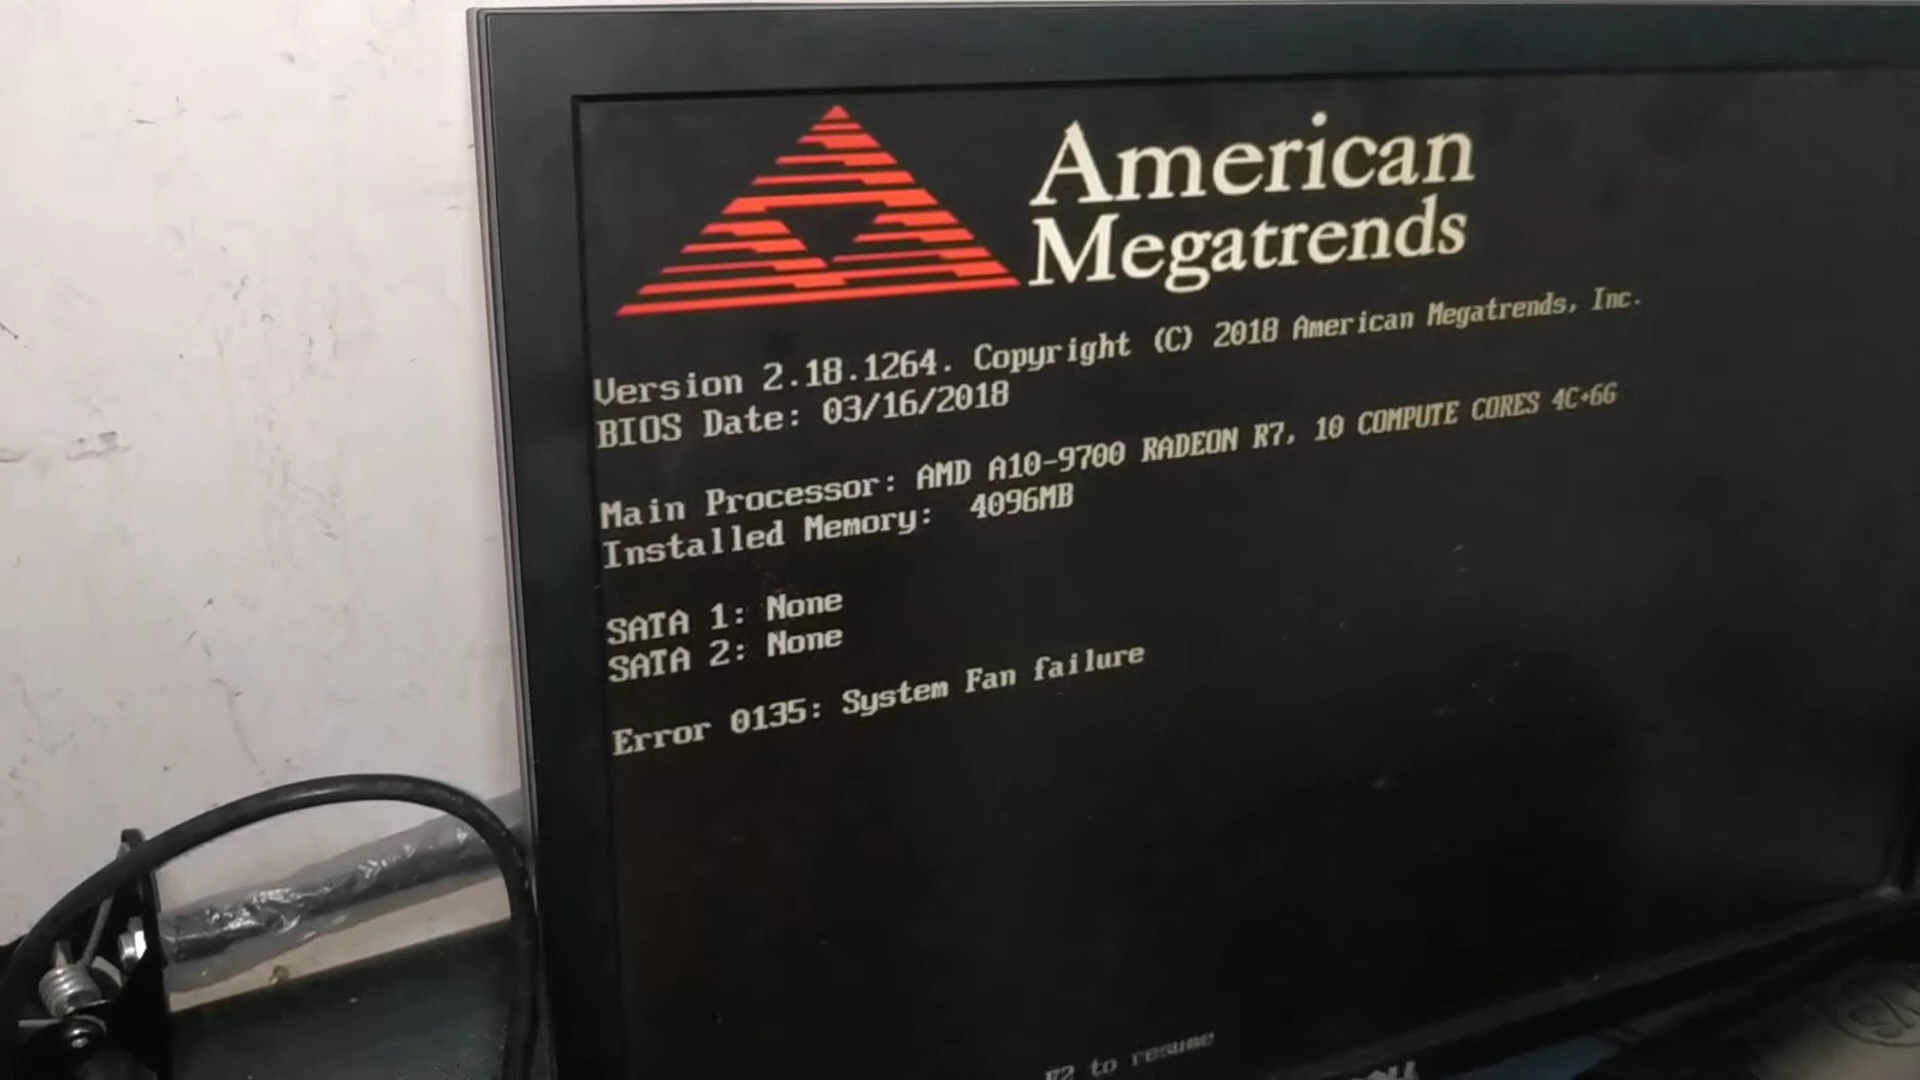 American
Megatrends
Version 2.18.1264. Copyright (C) 2018 American Megatrends, Inc.
BIOS Date: 03/16/2018
Main Processor: AMD A10-9700 RADEON R7, 10 COMPUTE CORES 4C+6G
Installed Memory: 4096MB
SATA 1: None
SATA 2: None
Error 0135: System Fan failure
F2 to resume